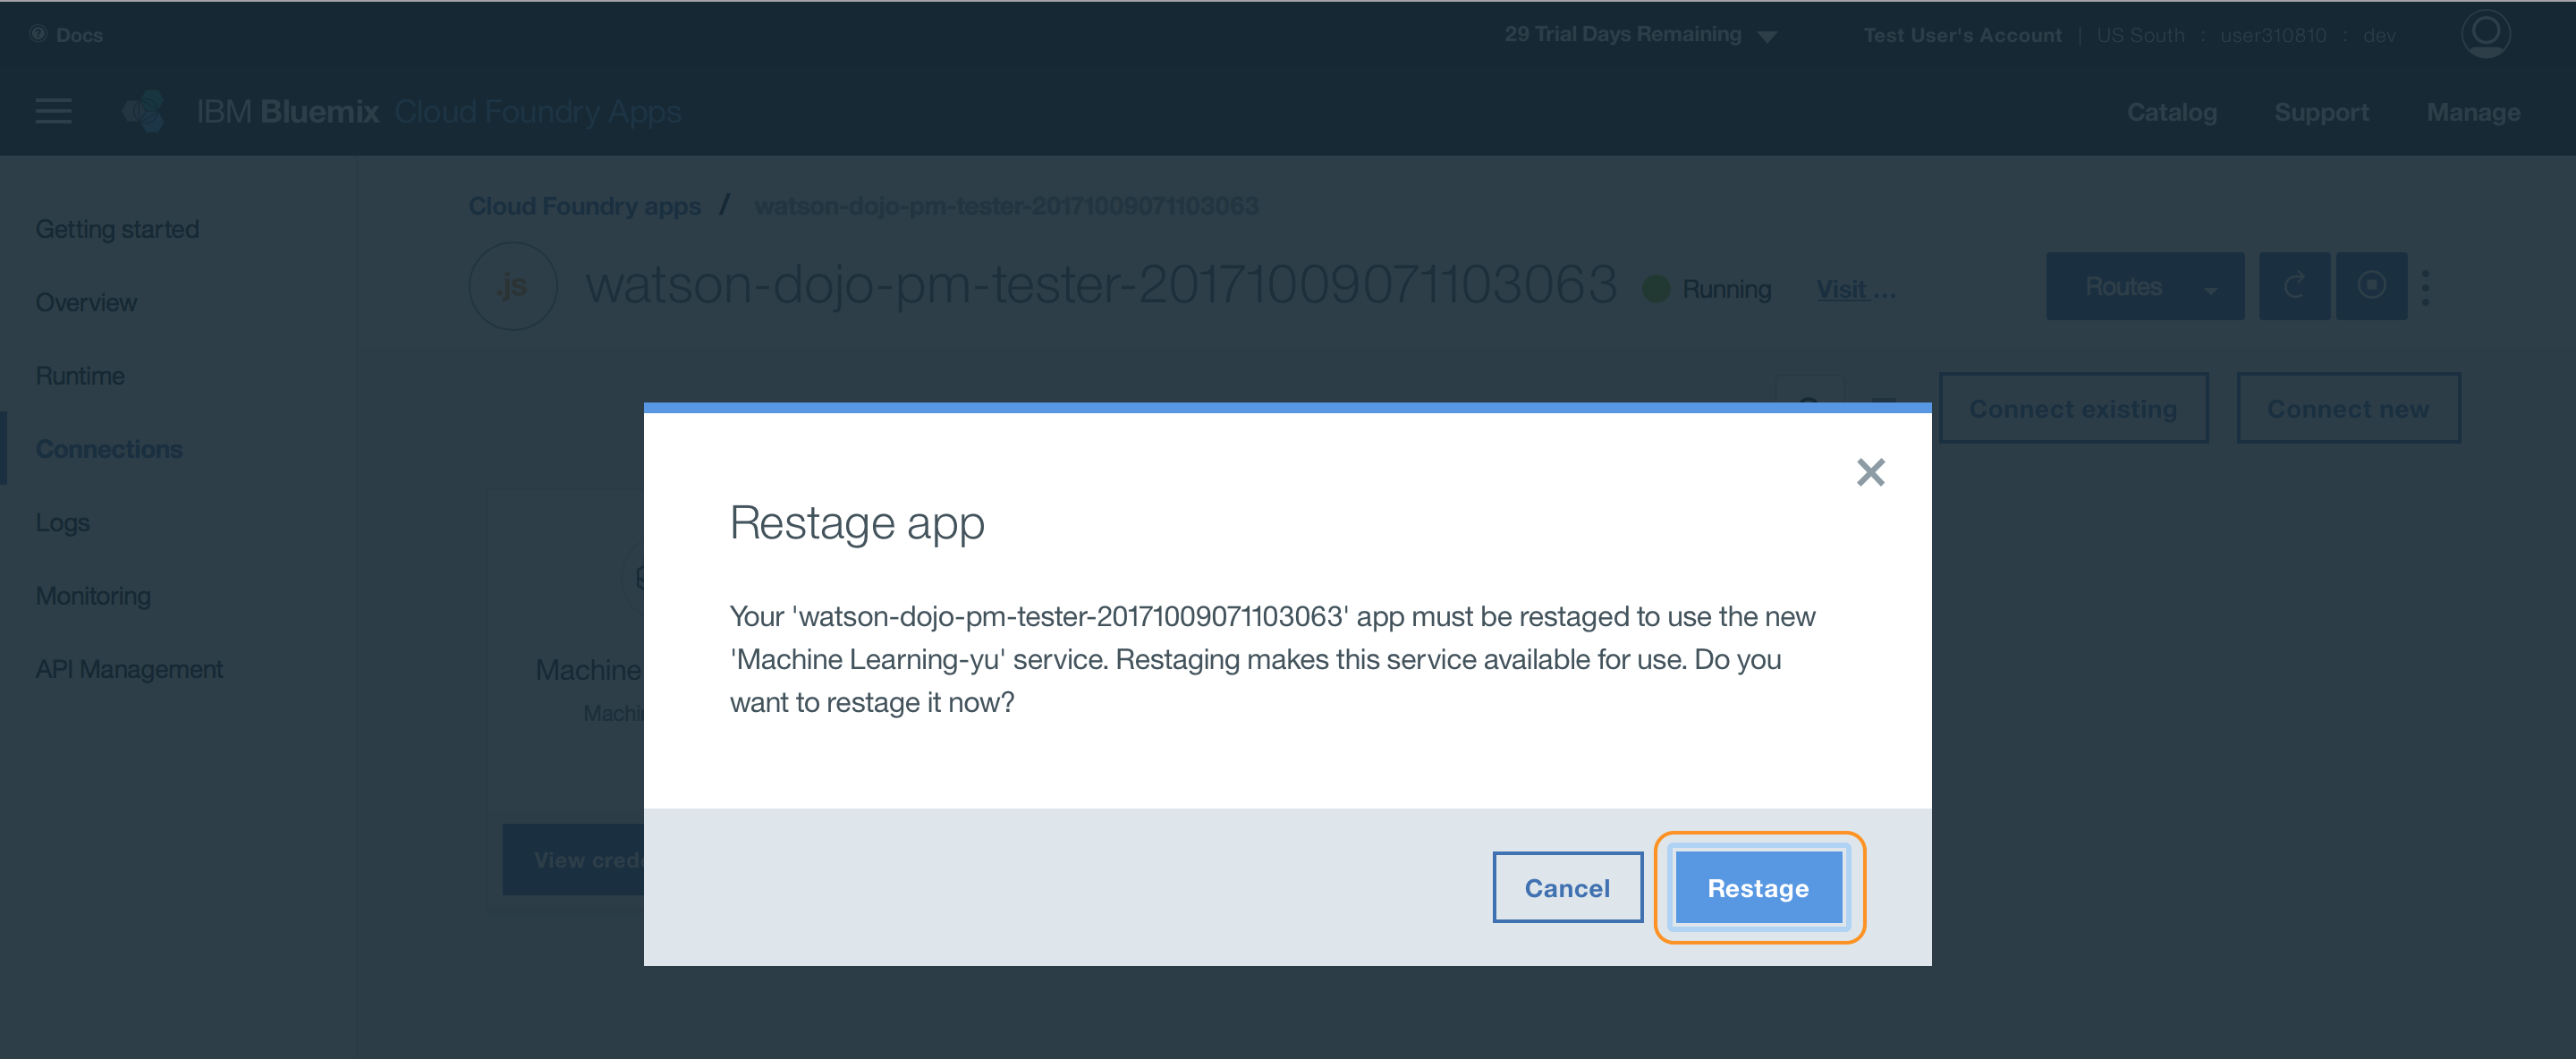 Docs
29 Trial Days Remaining
Test User's Account | US South : user310810 : dev
IBM Bluemix Cloud Foundry Apps
Catalog Support Manage
Getting started
Overview
Runtime
Connections
Logs
Monitoring
API Management
Cloud Foundry apps / watson-dojo-pm-tester-20171009071103063
.js watson-dojo-pm-tester-20171009071103063 Running Visit ...
Routes
Connect existing Connect new
Machine
View
Restage app
Your 'watson-dojo-pm-tester-20171009071103063' app must be restaged to use the new
'Machine Learning-yu' service. Restaging makes this service available for use. Do you
want to restage it now?
Cancel Restage